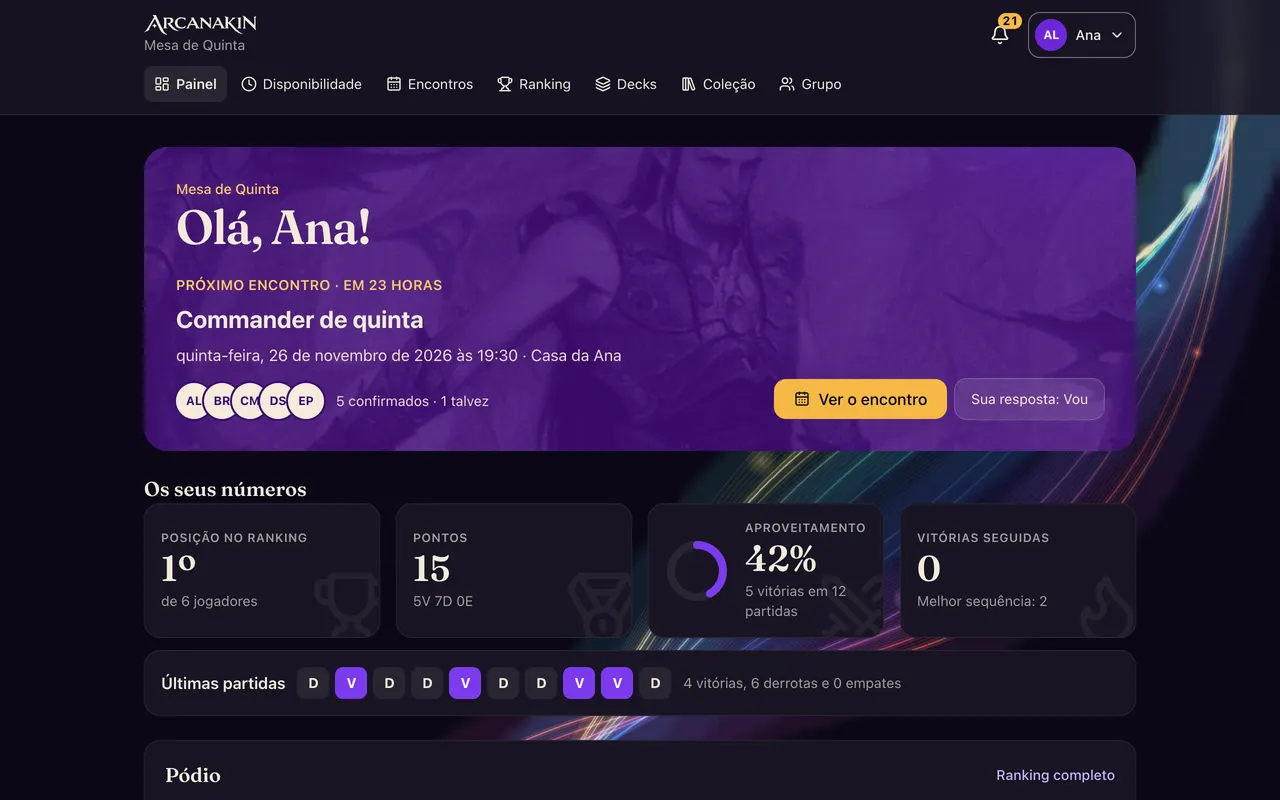 ARCANAKIN
Mesa de Quinta
21
AL Ana
Painel Disponibilidade Encontros Ranking Decks Coleção Grupo
Mesa de Quinta
Olá, Ana!
PRÓXIMO ENCONTRO · EM 23 HORAS
Commander de quinta
quinta-feira, 26 de novembro de 2026 às 19:30 · Casa da Ana
AL BR CM DS EP 5 confirmados · 1 talvez
Ver o encontro
Sua resposta: Vou
Os seus números
POSIÇÃO NO RANKING
1º
de 6 jogadores
PONTOS
15
5V 7D 0E
APROVEITAMENTO
42%
5 vitórias em 12
partidas
VITÓRIAS SEGUIDAS
0
Melhor sequência: 2
Últimas partidas D V D D V D D V V D 4 vitórias, 6 derrotas e 0 empates
Pódio
Ranking completo